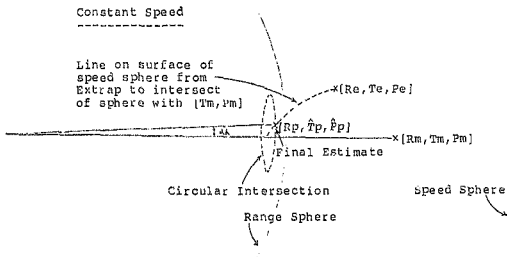 Constant Speed
Line on surface of
speed sphere from
Extrap to intersect
of sphere with [Tm,Pm]
×[Re,Te,Pe]
[Rp,T̂p,P̂p]
×[Rm,Tm,Pm]
Final Estimate
Circular Intersection
Speed Sphere
Range Sphere